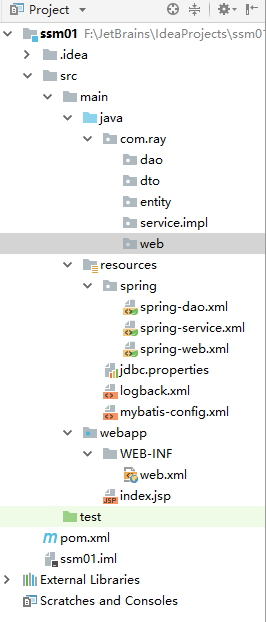 Project
ssm01 F:\JetBrains\IdeaProjects\ssm01
.idea
src
main
java
com.ray
dao
dto
entity
service.impl
web
resources
spring
spring-dao.xml
spring-service.xml
spring-web.xml
jdbc.properties
logback.xml
mybatis-config.xml
webapp
WEB-INF
web.xml
JSP index.jsp
test
m pom.xml
ssm01.iml
External Libraries
Scratches and Consoles